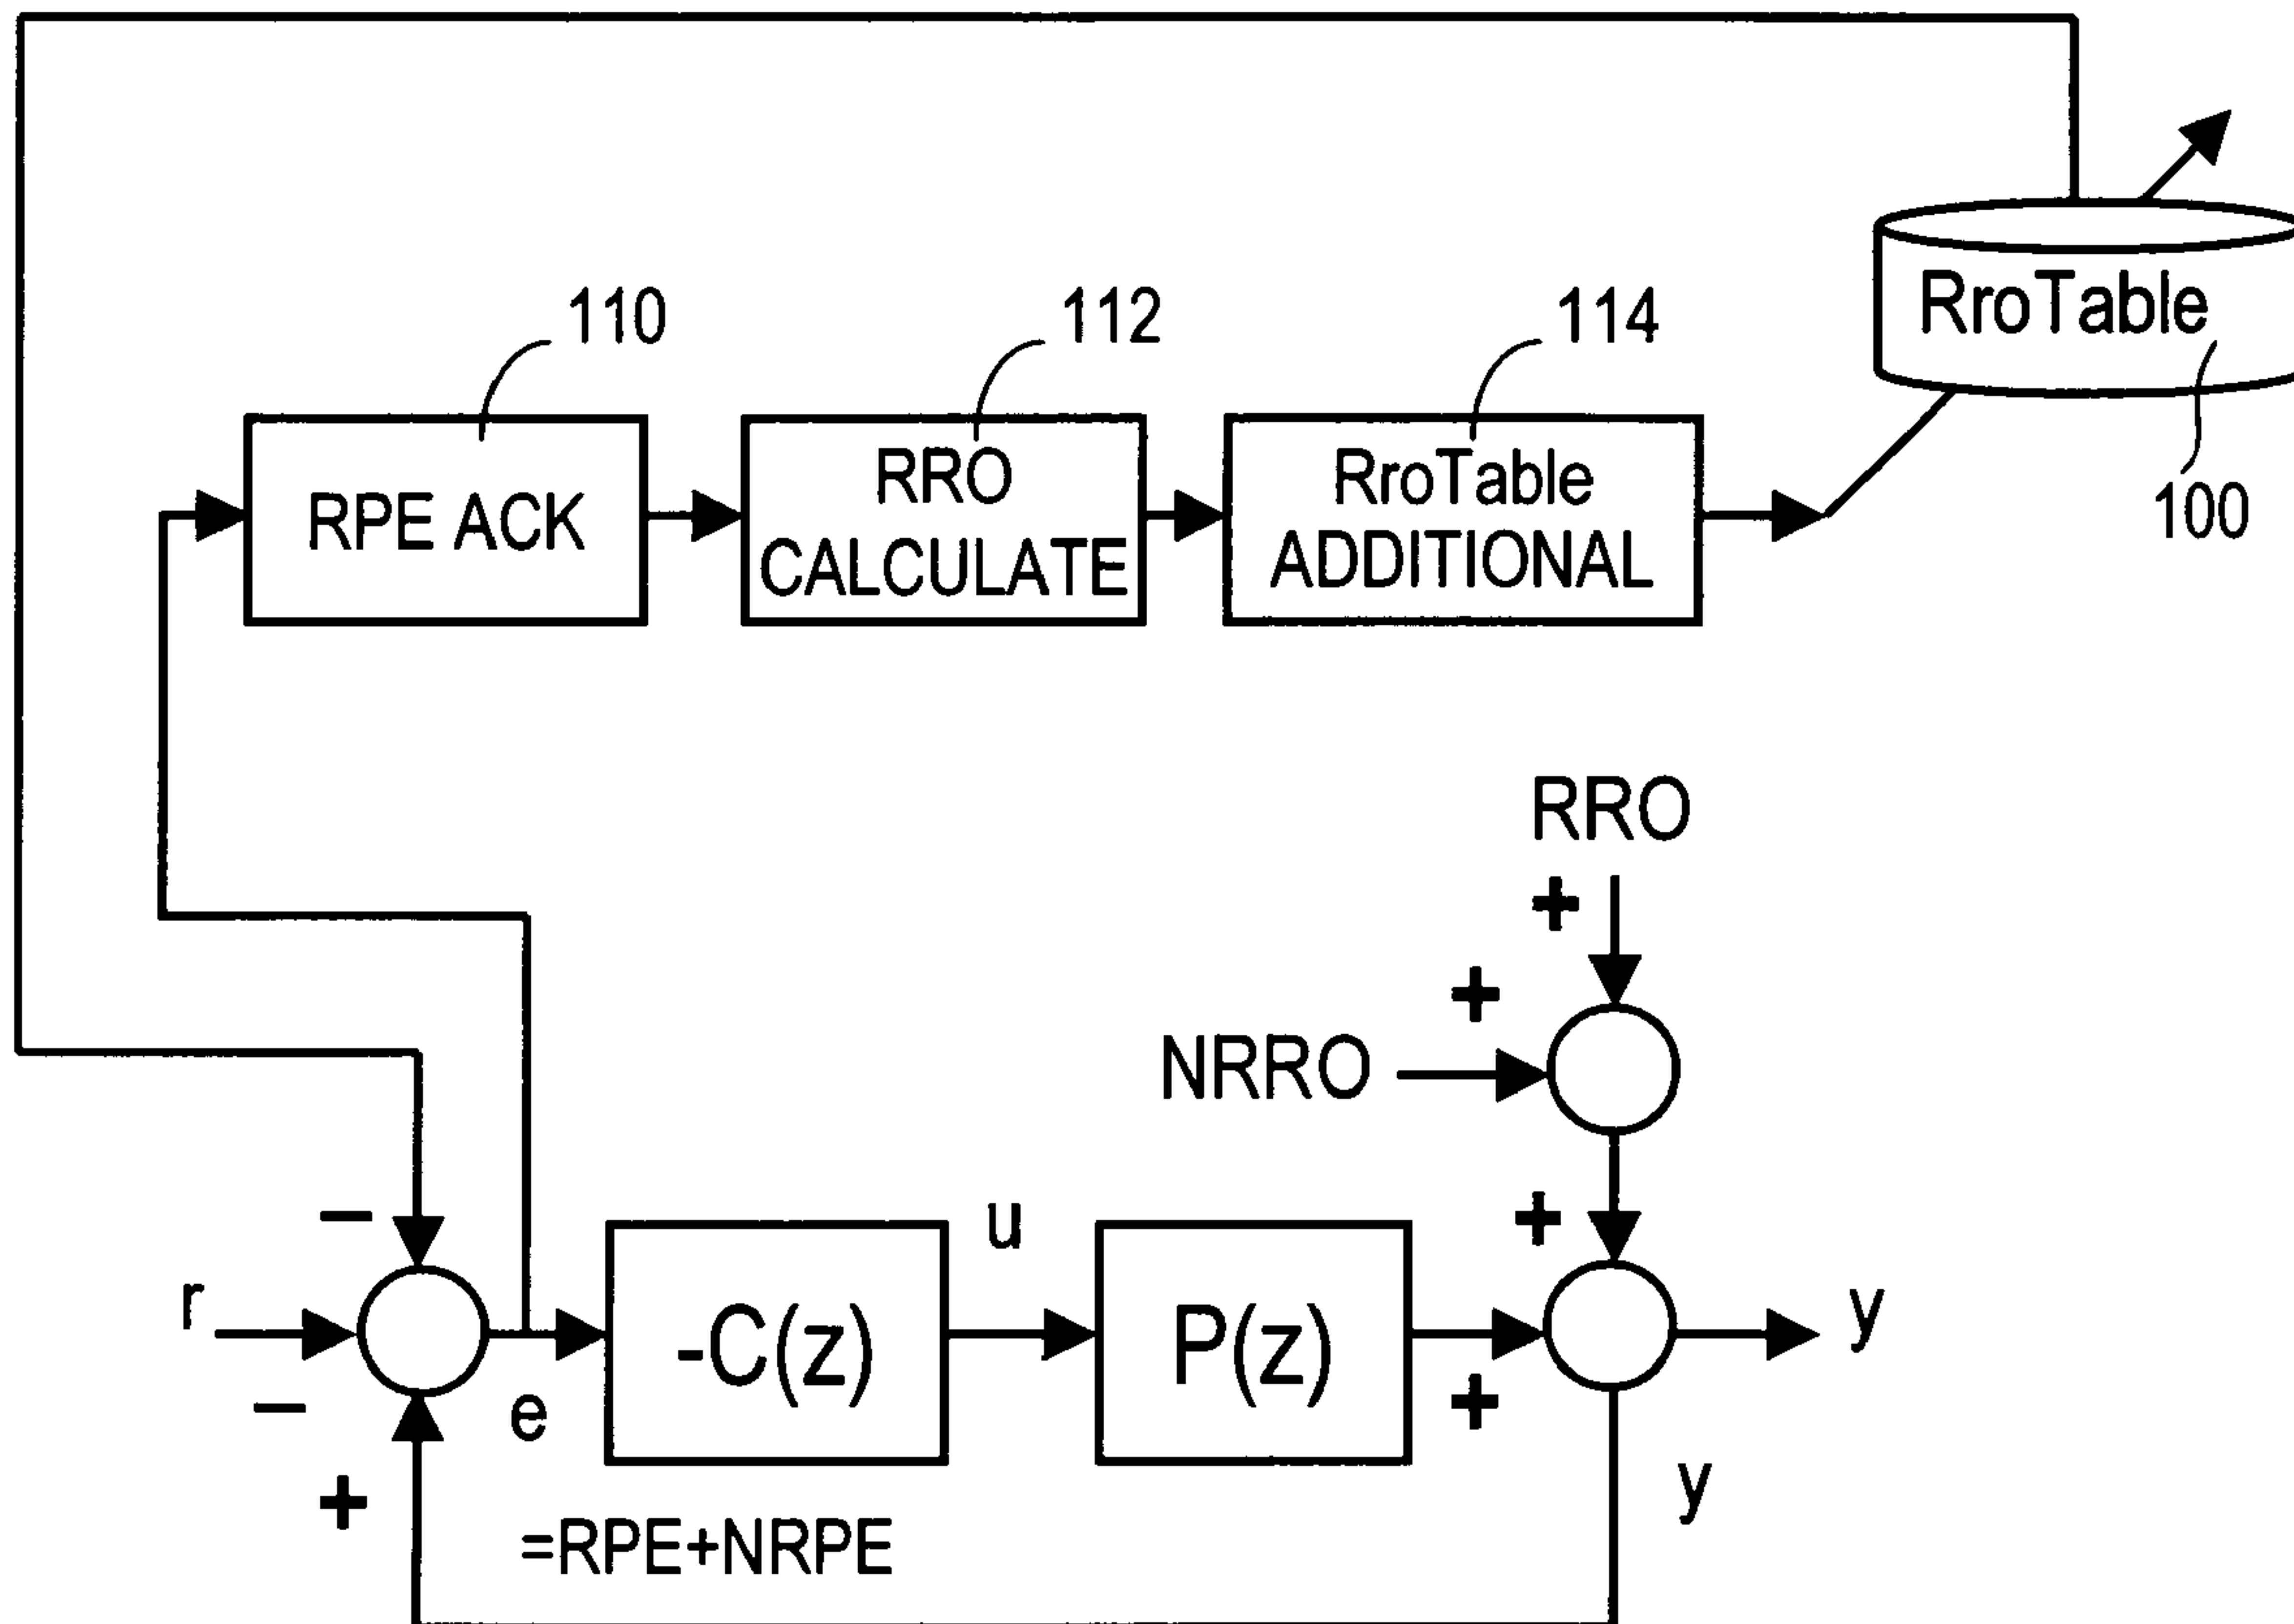 RroTable
110
112
114
100
RPE ACK
RRO
CALCULATE
RroTable
ADDITIONAL
RRO
+
+
NRRO
−
+
u
r
-C(z)
P(z)
y
−
e
+
+
y
=RPE+NRPE